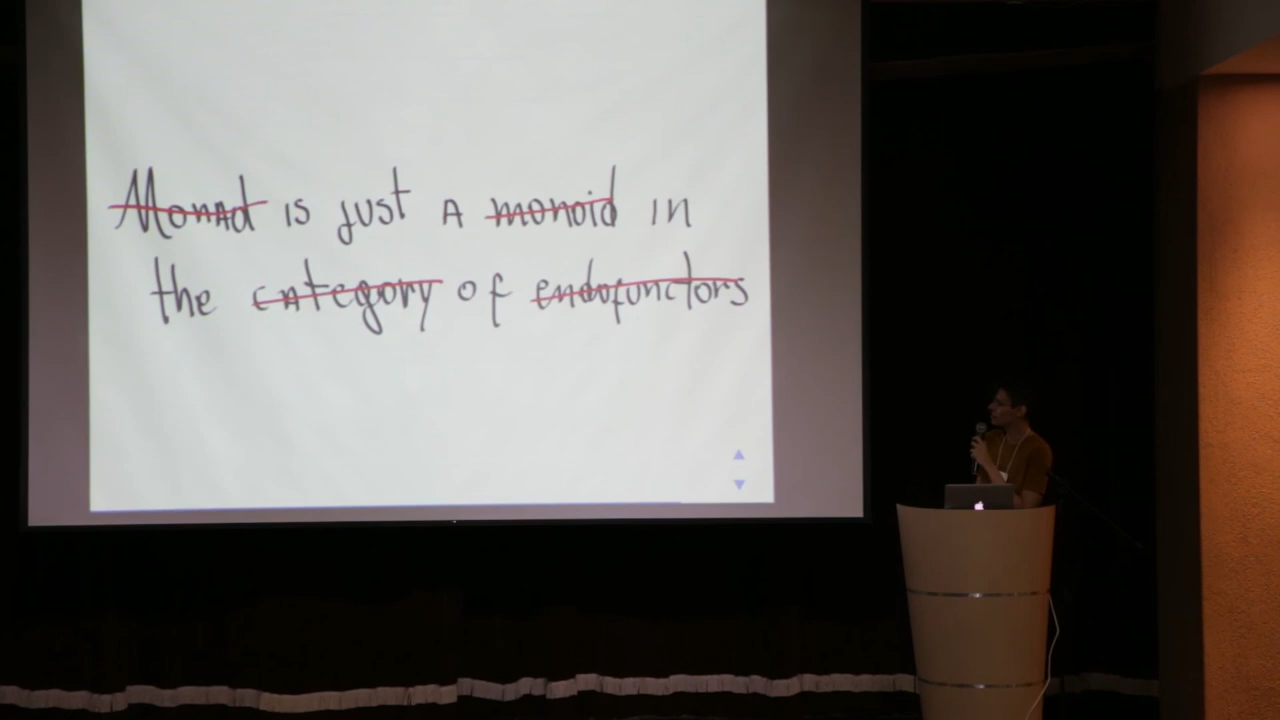 Monad is just a monoid in
the category of endofunctors